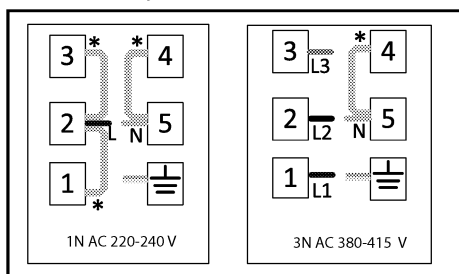 3 * * 4
2 L N 5
1 *
1N AC 220-240 V
3 L3 * 4
2 L2 N 5
1 L1
3N AC 380-415 V